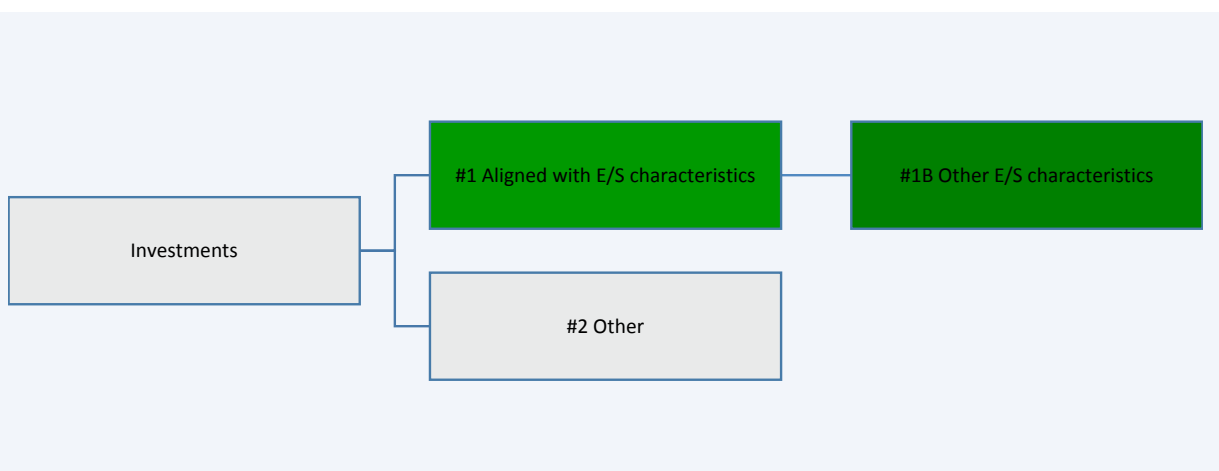 #1 Aligned with E/S characteristics
#1B Other E/S characteristics
Investments
#2 Other